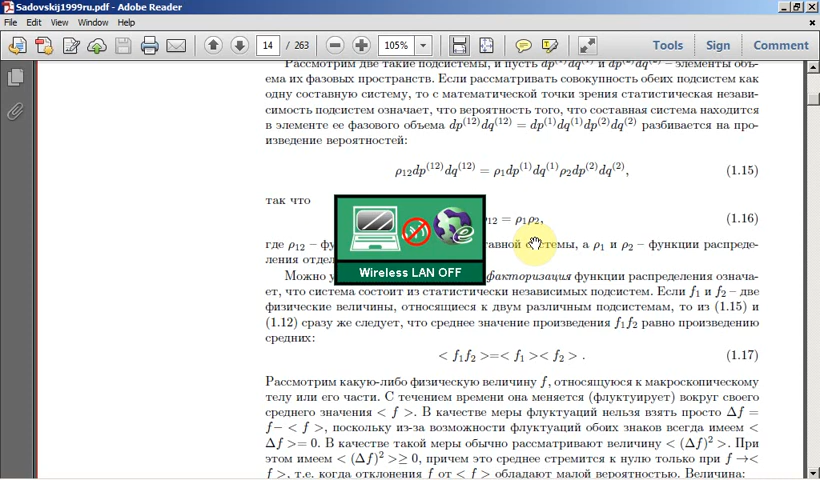 Sadovskij1999ru.pdf - Adobe Reader
File Edit View Window Help
14 / 263 105% Tools Sign Comment
Рассмотрим две такие подсистемы, и пусть dp⁽¹⁾dq⁽¹⁾ и dp⁽²⁾dq⁽²⁾ – элементы объ-
ема их фазовых пространств. Если рассматривать совокупность обеих подсистем как
одну составную систему, то с математической точки зрения статистическая незави-
симость подсистем означает, что вероятность того, что составная система находится
в элементе ее фазового объема dp⁽¹²⁾dq⁽¹²⁾ = dp⁽¹⁾dq⁽¹⁾dp⁽²⁾dq⁽²⁾ разбивается на про-
изведение вероятностей:
ρ₁₂dp⁽¹²⁾dq⁽¹²⁾ = ρ₁dp⁽¹⁾dq⁽¹⁾ρ₂dp⁽²⁾dq⁽²⁾, (1.15)
так что
₁₂ = ρ₁ρ₂, (1.16)
где ρ₁₂ – фу тавной системы, а ρ₁ и ρ₂ – функции распреде-
ления отдел
Wireless LAN OFF
Можно у факторизация функции распределения означа-
ет, что система состоит из статистически независимых подсистем. Если f₁ и f₂ – две
физические величины, относящиеся к двум различным подсистемам, то из (1.15) и
(1.12) сразу же следует, что среднее значение произведения f₁f₂ равно произведению
средних:
< f₁f₂ >=< f₁ >< f₂ > . (1.17)
Рассмотрим какую-либо физическую величину f, относящуюся к макроскопическому
телу или его части. С течением времени она меняется (флуктуирует) вокруг своего
среднего значения < f >. В качестве меры флуктуаций нельзя взять просто Δf =
f− < f >, поскольку из-за возможности флуктуаций обоих знаков всегда имеем <
Δf >= 0. В качестве такой меры обычно рассматривают величину < (Δf)² >. При
этом имеем < (Δf)² >≥ 0, причем это среднее стремится к нулю только при f →<
f >, т.е. когда отклонения f от < f > обладают малой вероятностью. Величина: